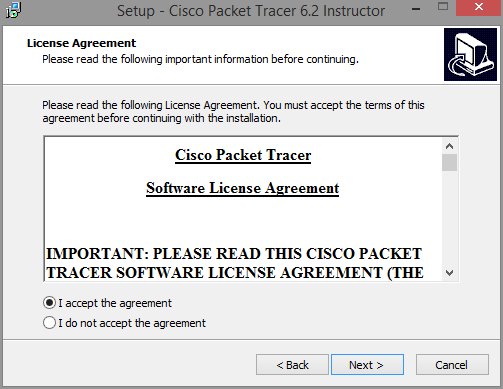 Setup - Cisco Packet Tracer 6.2 Instructor
License Agreement
Please read the following important information before continuing.
Please read the following License Agreement. You must accept the terms of this
agreement before continuing with the installation.
Cisco Packet Tracer
Software License Agreement
IMPORTANT: PLEASE READ THIS CISCO PACKET
TRACER SOFTWARE LICENSE AGREEMENT (THE
I accept the agreement
I do not accept the agreement
< Back
Next >
Cancel